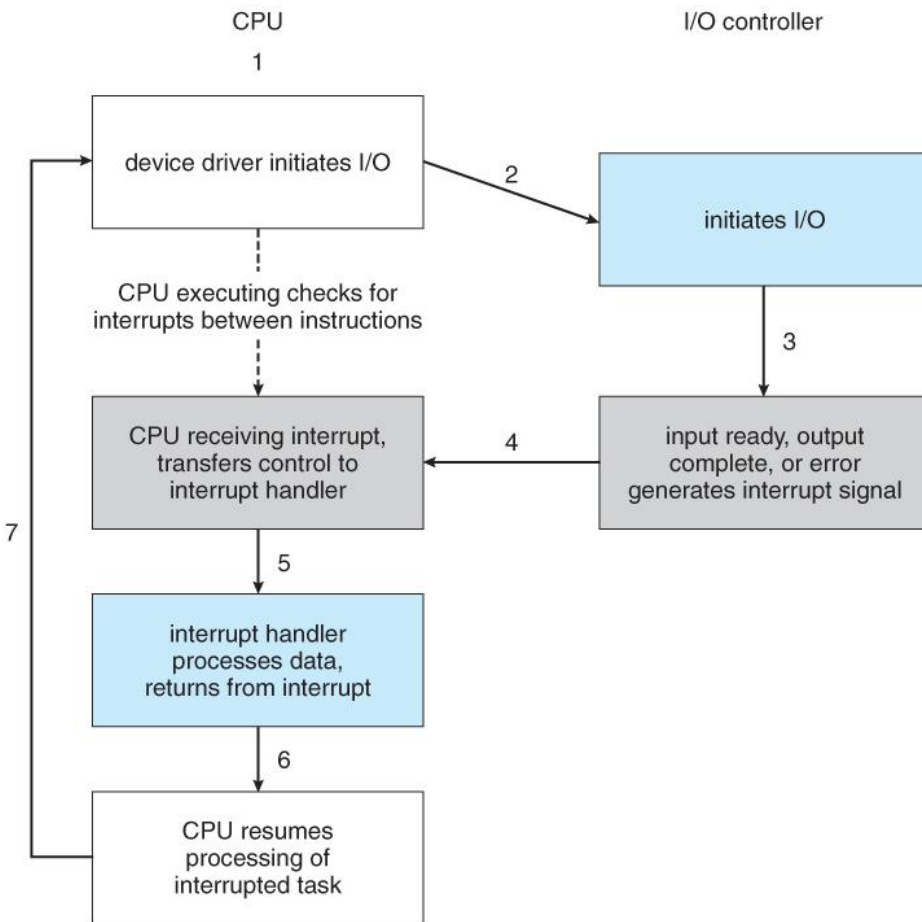 CPU
I/O controller
1
device driver initiates I/O
2
initiates I/O
CPU executing checks for
interrupts between instructions
3
CPU receiving interrupt,
transfers control to
interrupt handler
4
input ready, output
complete, or error
generates interrupt signal
7
5
interrupt handler
processes data,
returns from interrupt
6
CPU resumes
processing of
interrupted task